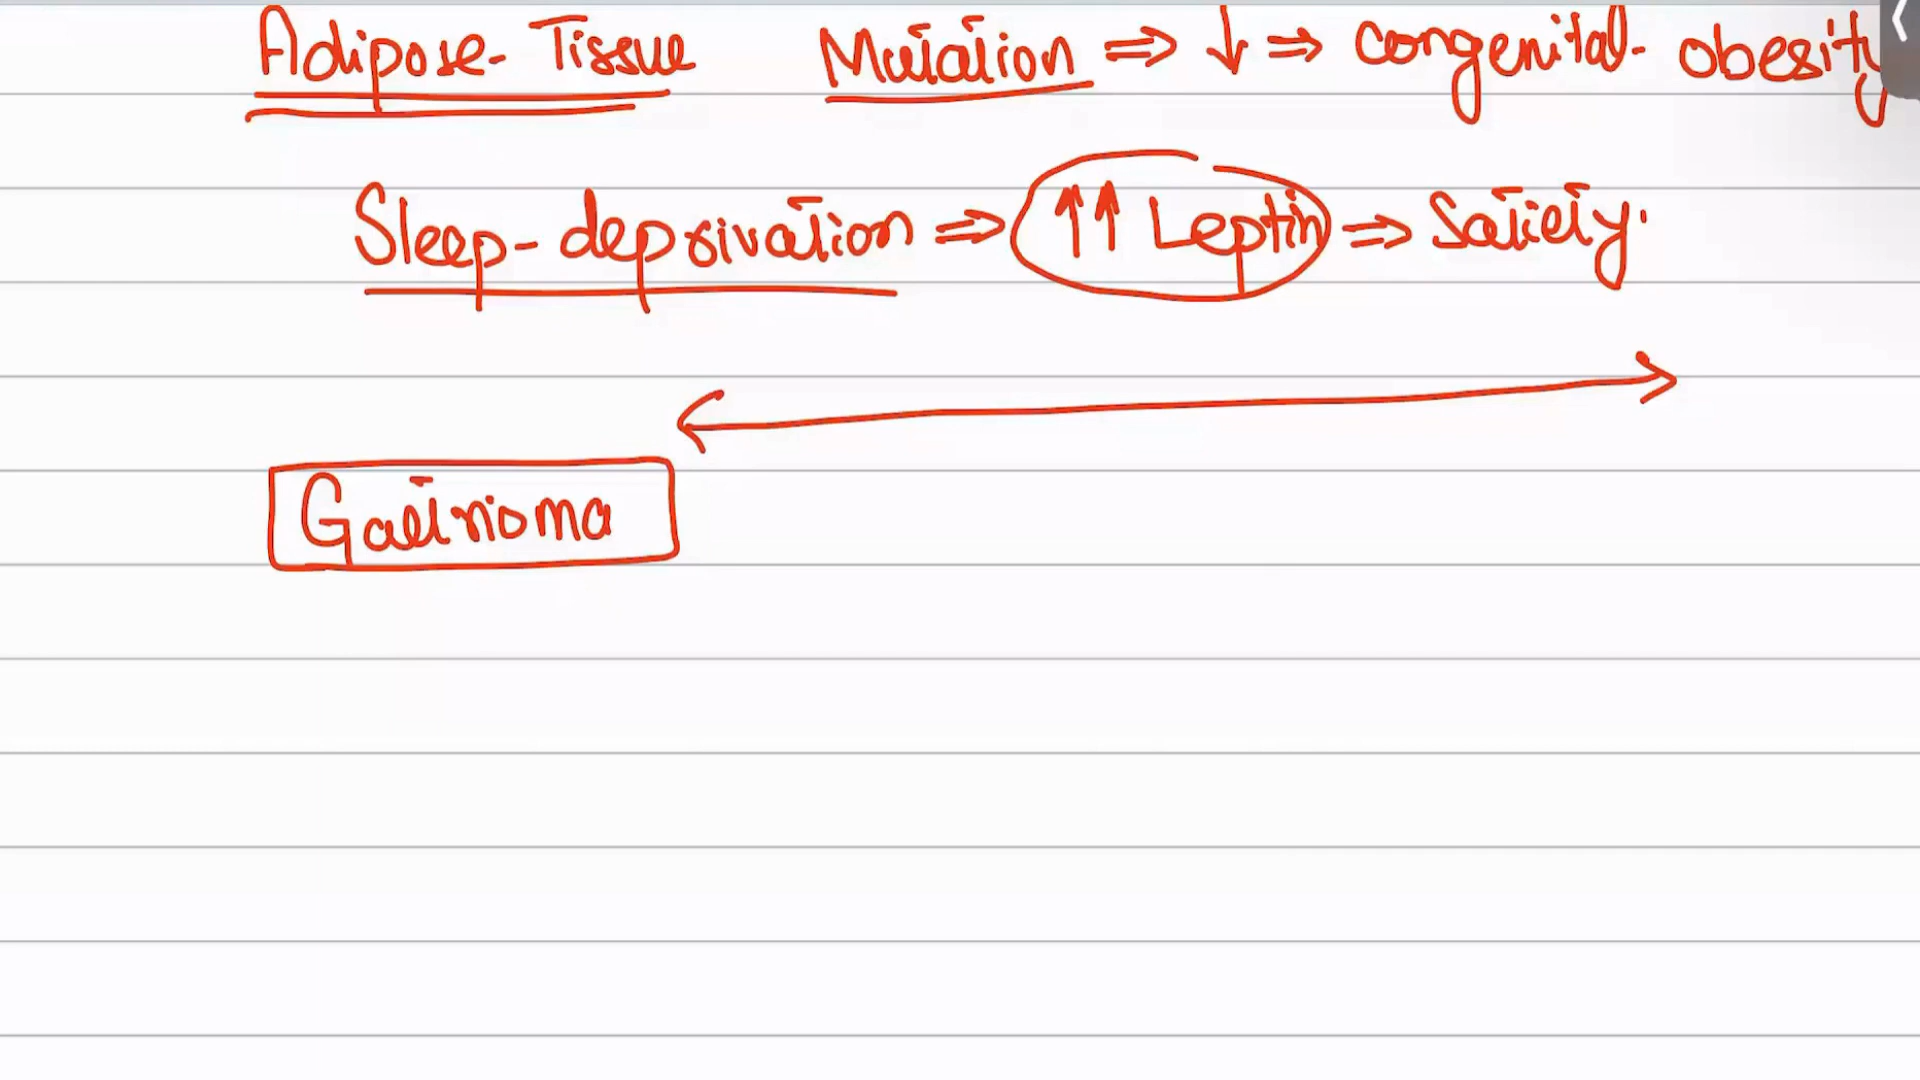 Adipose-Tissue Mutation ⇒ ↓ ⇒ congenital- obesity
Sleep-deprivation ⇒ ↑↑ Leptin ⇒ Satiety.
Gastrinoma